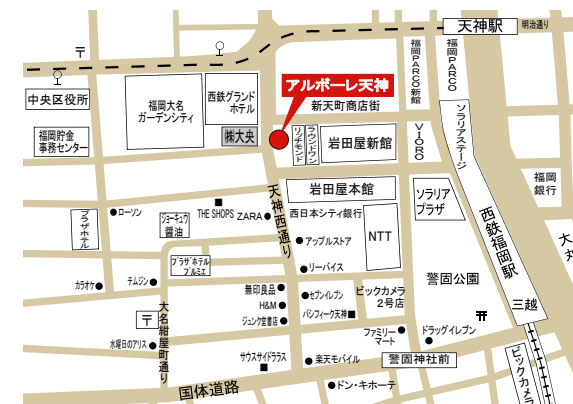 天神駅
明治通り
〒
中央区役所
福岡大名
ガーデンシティ
西鉄グランド
ホテル
アルボーレ天神
新天町商店街
福岡PARCO新館
福岡PARCO
ソラリアステージ
福岡貯金
事務センター
㈱大央
リッチモンド
ラウンドワン
岩田屋新館
VIORO
岩田屋本館
ソラリア
プラザ
福岡
銀行
大丸
プラザホテル
ローソン
ジョーキュウ
醤油
THE SHOPS
ZARA
天神西通り
西日本シティ銀行
NTT
アップルストア
西鉄福岡駅
プラザホテル
プルミエ
リーバイス
警固公園
カラオケ
テムジン
無印良品
セブンイレブン
ビックカメラ
2号店
三越
H&M
パシフィーク天神
〒
大名紺屋町通り
ジュンク堂書店
ファミリー
マート
ドラッグイレブン
水曜日のアリス
サウスサイドテラス
楽天モバイル
警固神社前
ビックカメラ
国体道路
ドン・キホーテ